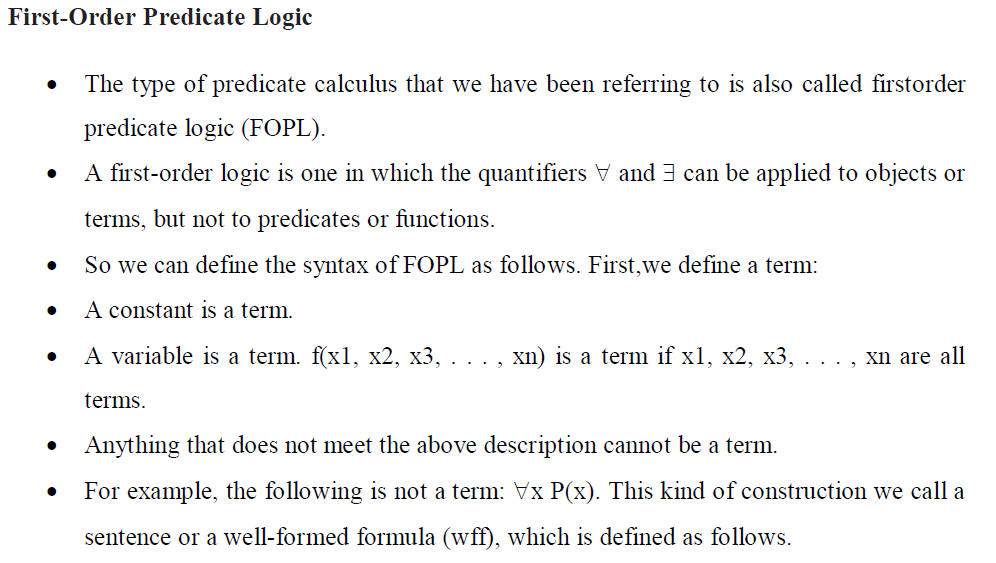 First-Order Predicate Logic
• The type of predicate calculus that we have been referring to is also called firstorder
predicate logic (FOPL).
• A first-order logic is one in which the quantifiers ∀ and ∃ can be applied to objects or
terms, but not to predicates or functions.
• So we can define the syntax of FOPL as follows. First,we define a term:
• A constant is a term.
• A variable is a term. f(x1, x2, x3, . . . , xn) is a term if x1, x2, x3, . . . , xn are all
terms.
• Anything that does not meet the above description cannot be a term.
• For example, the following is not a term: ∀x P(x). This kind of construction we call a
sentence or a well-formed formula (wff), which is defined as follows.